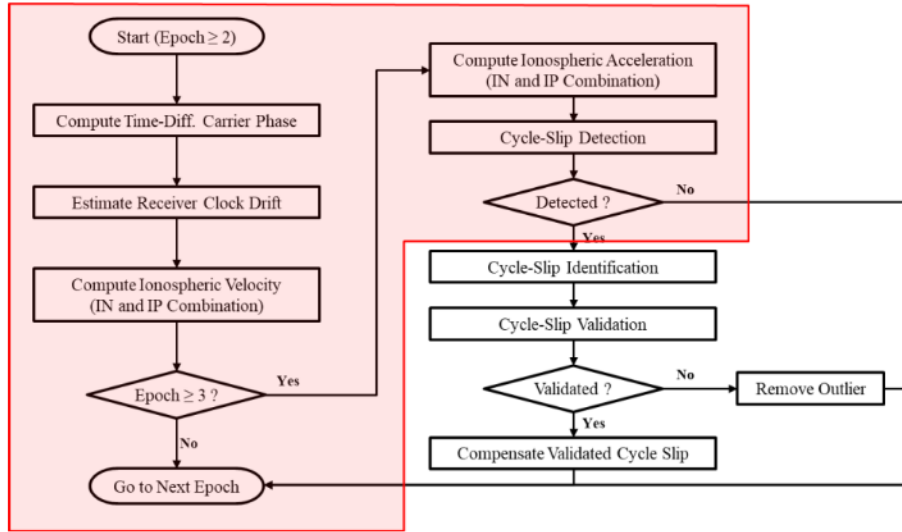 Start (Epoch ≥ 2)
Compute Time-Diff. Carrier Phase
Estimate Receiver Clock Drift
Compute Ionospheric Velocity
(IN and IP Combination)
Epoch ≥ 3 ?
Yes
No
Go to Next Epoch
Compute Ionospheric Acceleration
(IN and IP Combination)
Cycle-Slip Detection
Detected ?
No
Yes
Cycle-Slip Identification
Cycle-Slip Validation
Validated ?
No
Remove Outlier
Yes
Compensate Validated Cycle Slip